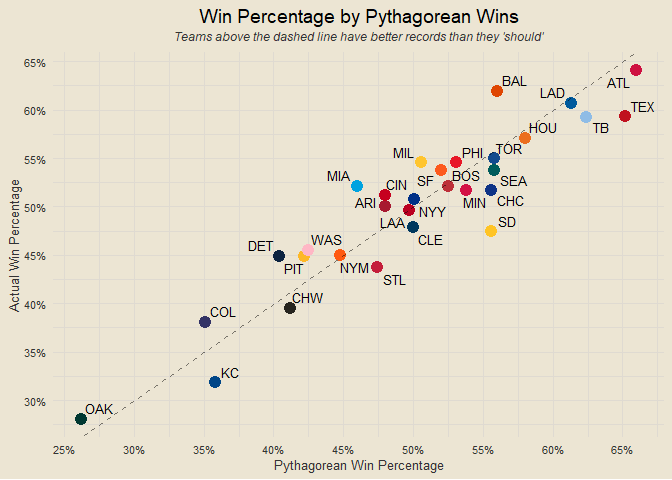 Win Percentage by Pythagorean Wins
Teams above the dashed line have better records than they 'should'
65%
60%
55%
50%
45%
40%
35%
30%
Actual Win Percentage
BAL
ATL
LAD
TEX
TB
HOU
TOR
MIL
PHI
SF
BOS
SEA
MIA
CIN
MIN
CHC
ARI
NYY
LAA
SD
CLE
DET
WAS
PIT
NYM
STL
CHW
COL
KC
OAK
25%
30%
35%
40%
45%
50%
55%
60%
65%
Pythagorean Win Percentage